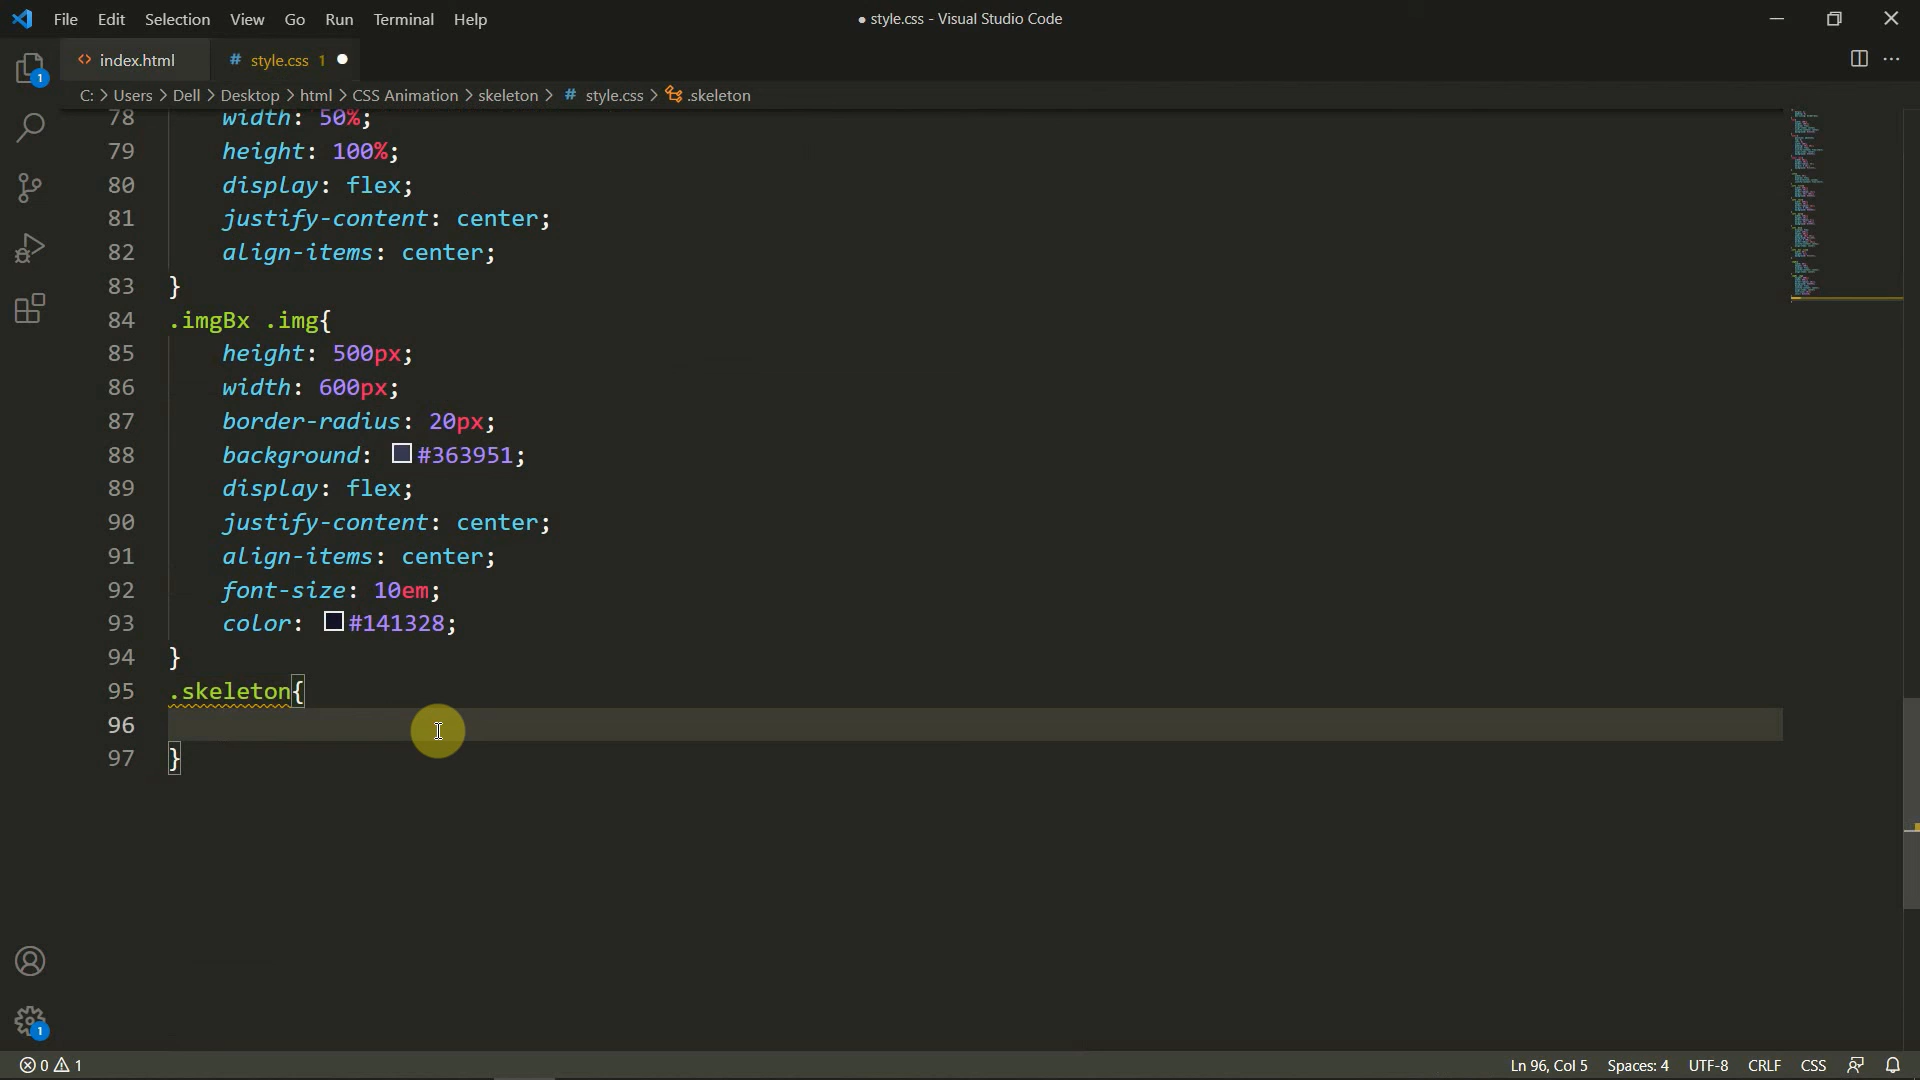 File Edit Selection View Go Run Terminal Help
● style.css - Visual Studio Code
index.html
# style.css 1
C: > Users > Dell > Desktop > html > CSS Animation > skeleton > # style.css > .skeleton
78 width: 50%;
79 height: 100%;
80 display: flex;
81 justify-content: center;
82 align-items: center;
83 }
84 .imgBx .img{
85 height: 500px;
86 width: 600px;
87 border-radius: 20px;
88 background: #363951;
89 display: flex;
90 justify-content: center;
91 align-items: center;
92 font-size: 10em;
93 color: #141328;
94 }
95 .skeleton{
96
97 }
1
1
0 1
Ln 96, Col 5 Spaces: 4 UTF-8 CRLF CSS